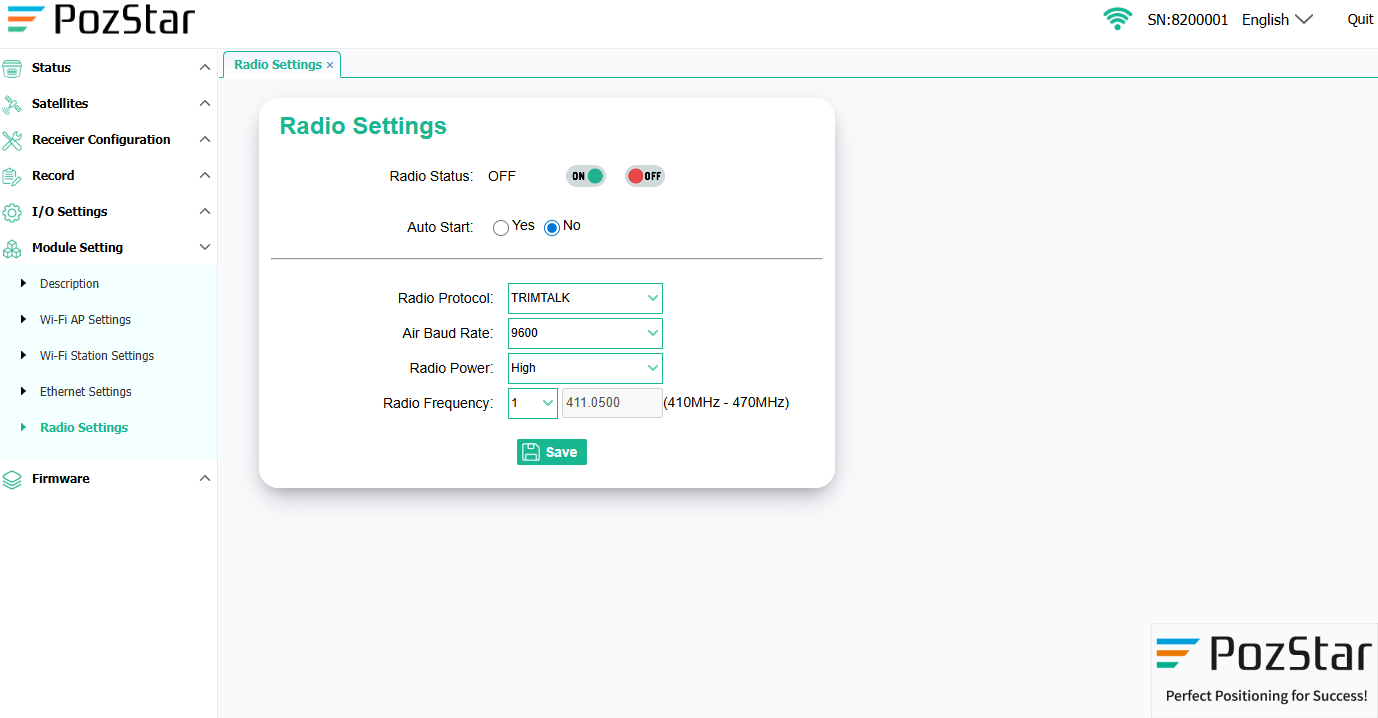 PozStar
SN:8200001 English Quit
Status
Satellites
Receiver Configuration
Record
I/O Settings
Module Setting
Description
Wi-Fi AP Settings
Wi-Fi Station Settings
Ethernet Settings
Radio Settings
Firmware
Radio Settings ×
Radio Settings
Radio Status: OFF ON OFF
Auto Start: Yes No
Radio Protocol: TRIMTALK
Air Baud Rate: 9600
Radio Power: High
Radio Frequency: 1 411.0500 (410MHz - 470MHz)
Save
PozStar
Perfect Positioning for Success!